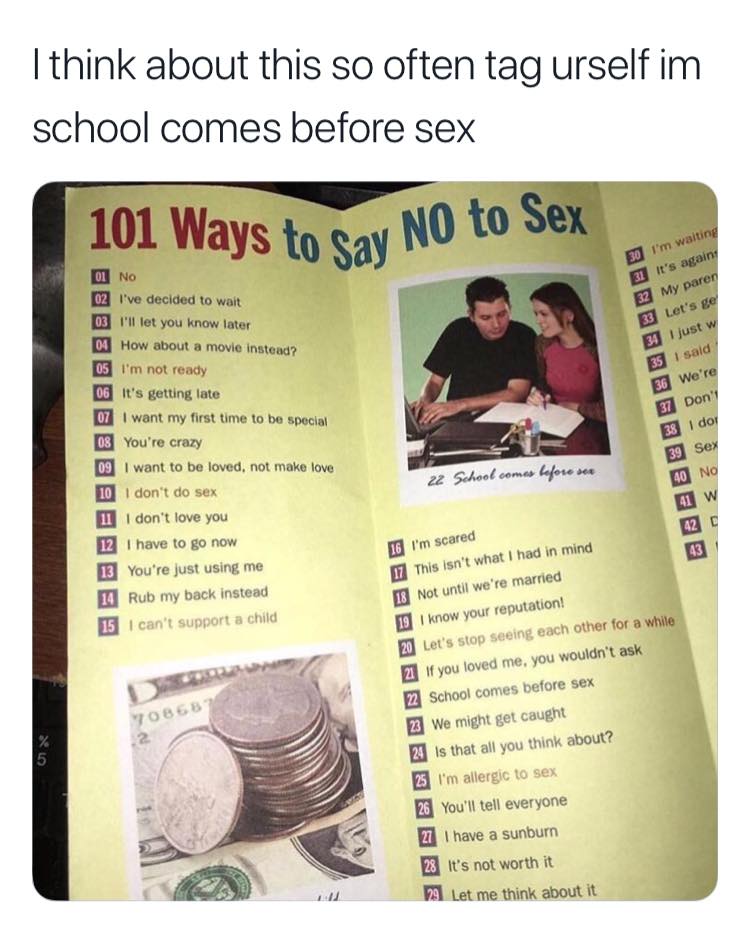 I think about this so often tag urself im
school comes before sex
101 Ways to Say NO to Sex
01 No
02 I've decided to wait
03 I'll let you know later
04 How about a movie instead?
05 I'm not ready
06 It's getting late
07 I want my first time to be special
08 You're crazy
09 I want to be loved, not make love
10 I don't do sex
11 I don't love you
12 I have to go now
13 You're just using me
14 Rub my back instead
15 I can't support a child
708687
2
%
5
22 School comes before sex
16 I'm scared
17 This isn't what I had in mind
18 Not until we're married
19 I know your reputation!
20 Let's stop seeing each other for a while
21 If you loved me, you wouldn't ask
22 School comes before sex
23 We might get caught
24 Is that all you think about?
25 I'm allergic to sex
26 You'll tell everyone
27 I have a sunburn
28 It's not worth it
29 Let me think about it
30 I'm waiting
31 It's
32 My
33 Let's
34 I just
35 I said
36 We're
37
38 I
39 Sex
40 No
41
42
43